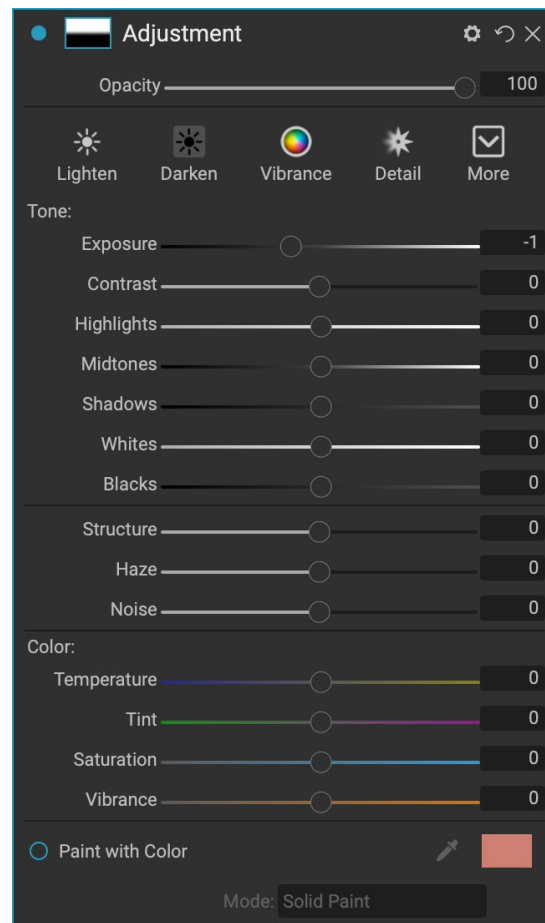 Adjustment
Opacity 100
Lighten Darken Vibrance Detail More
Tone:
Exposure -1
Contrast 0
Highlights 0
Midtones 0
Shadows 0
Whites 0
Blacks 0
Structure 0
Haze 0
Noise 0
Color:
Temperature 0
Tint 0
Saturation 0
Vibrance 0
Paint with Color
Mode: Solid Paint